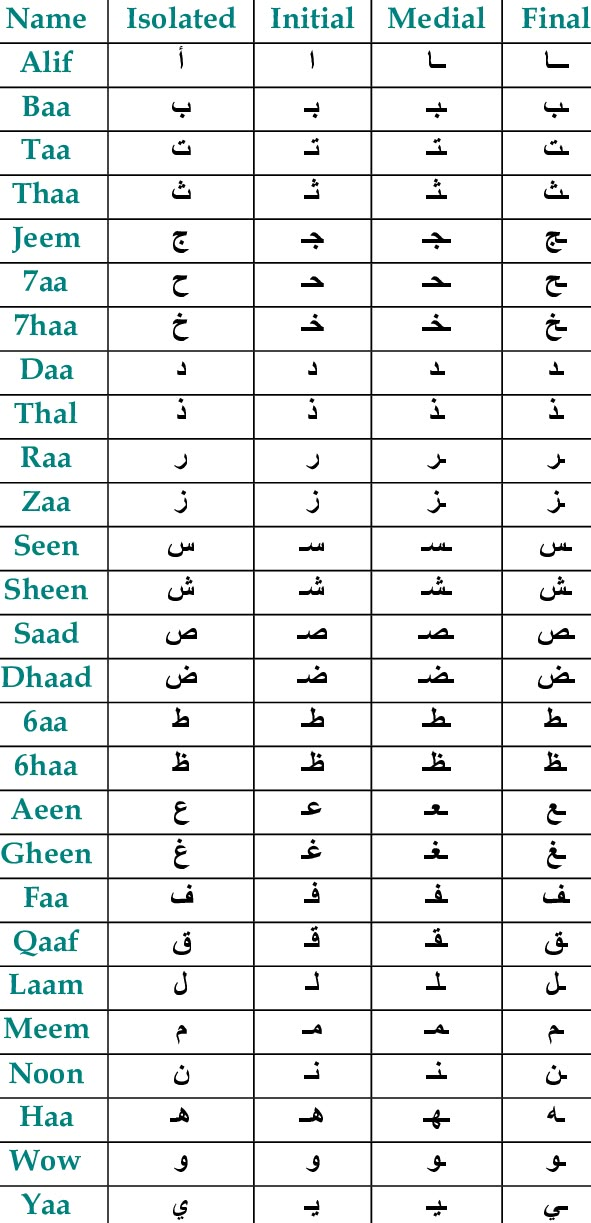 Name Isolated Initial Medial Final
Alif أ ا ـا ـا
Baa ب بـ ـبـ ـب
Taa ت تـ ـتـ ـت
Thaa ث ثـ ـثـ ـث
Jeem ج جـ ـجـ ـج
7aa ح حـ ـحـ ـح
7haa خ خـ ـخـ ـخ
Daa د د ـد ـد
Thal ذ ذ ـذ ـذ
Raa ر ر ـر ـر
Zaa ز ز ـز ـز
Seen س سـ ـسـ ـس
Sheen ش شـ ـشـ ـش
Saad ص صـ ـصـ ـص
Dhaad ض ضـ ـضـ ـض
6aa ط طـ ـطـ ـط
6haa ظ ظـ ـظـ ـظ
Aeen ع عـ ـعـ ـع
Gheen غ غـ ـغـ ـغ
Faa ف فـ ـفـ ـف
Qaaf ق قـ ـقـ ـق
Laam ل لـ ـلـ ـل
Meem م مـ ـمـ ـم
Noon ن نـ ـنـ ـن
Haa هـ هـ ـهـ ـه
Wow و و ـو ـو
Yaa ي يـ ـيـ ـي